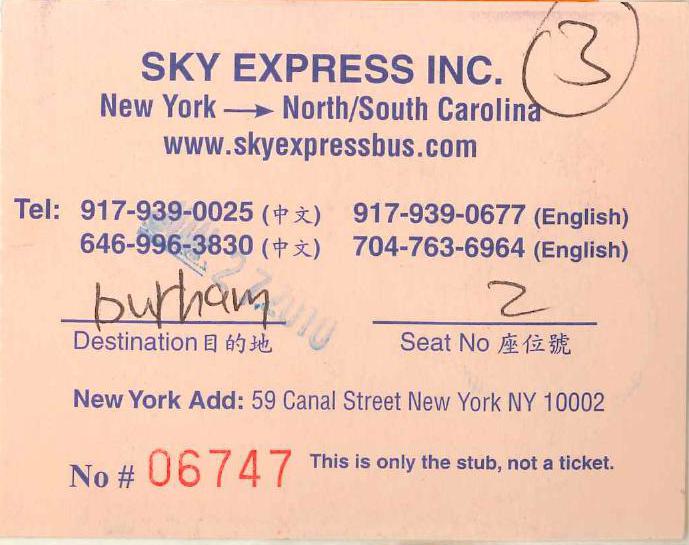 3
SKY EXPRESS INC.
New York → North/South Carolina
www.skyexpressbus.com
Tel: 917-939-0025 (中文) 917-939-0677 (English)
646-996-3830 (中文) 704-763-6964 (English)
Durham 2
Destination 目的地 Seat No 座位號
27 2010
New York Add: 59 Canal Street New York NY 10002
No # 06747 This is only the stub, not a ticket.